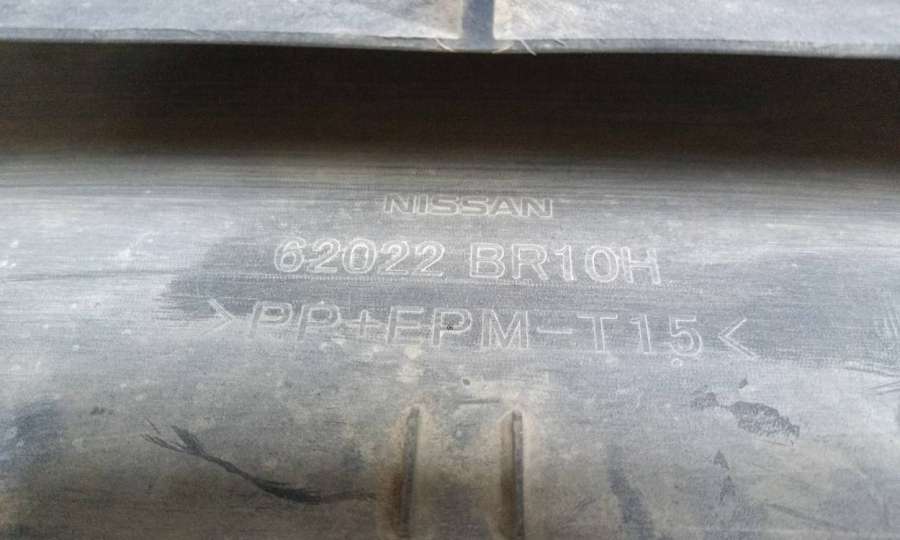 NISSAN
62022 BR10H
>PP+EPM-T15<